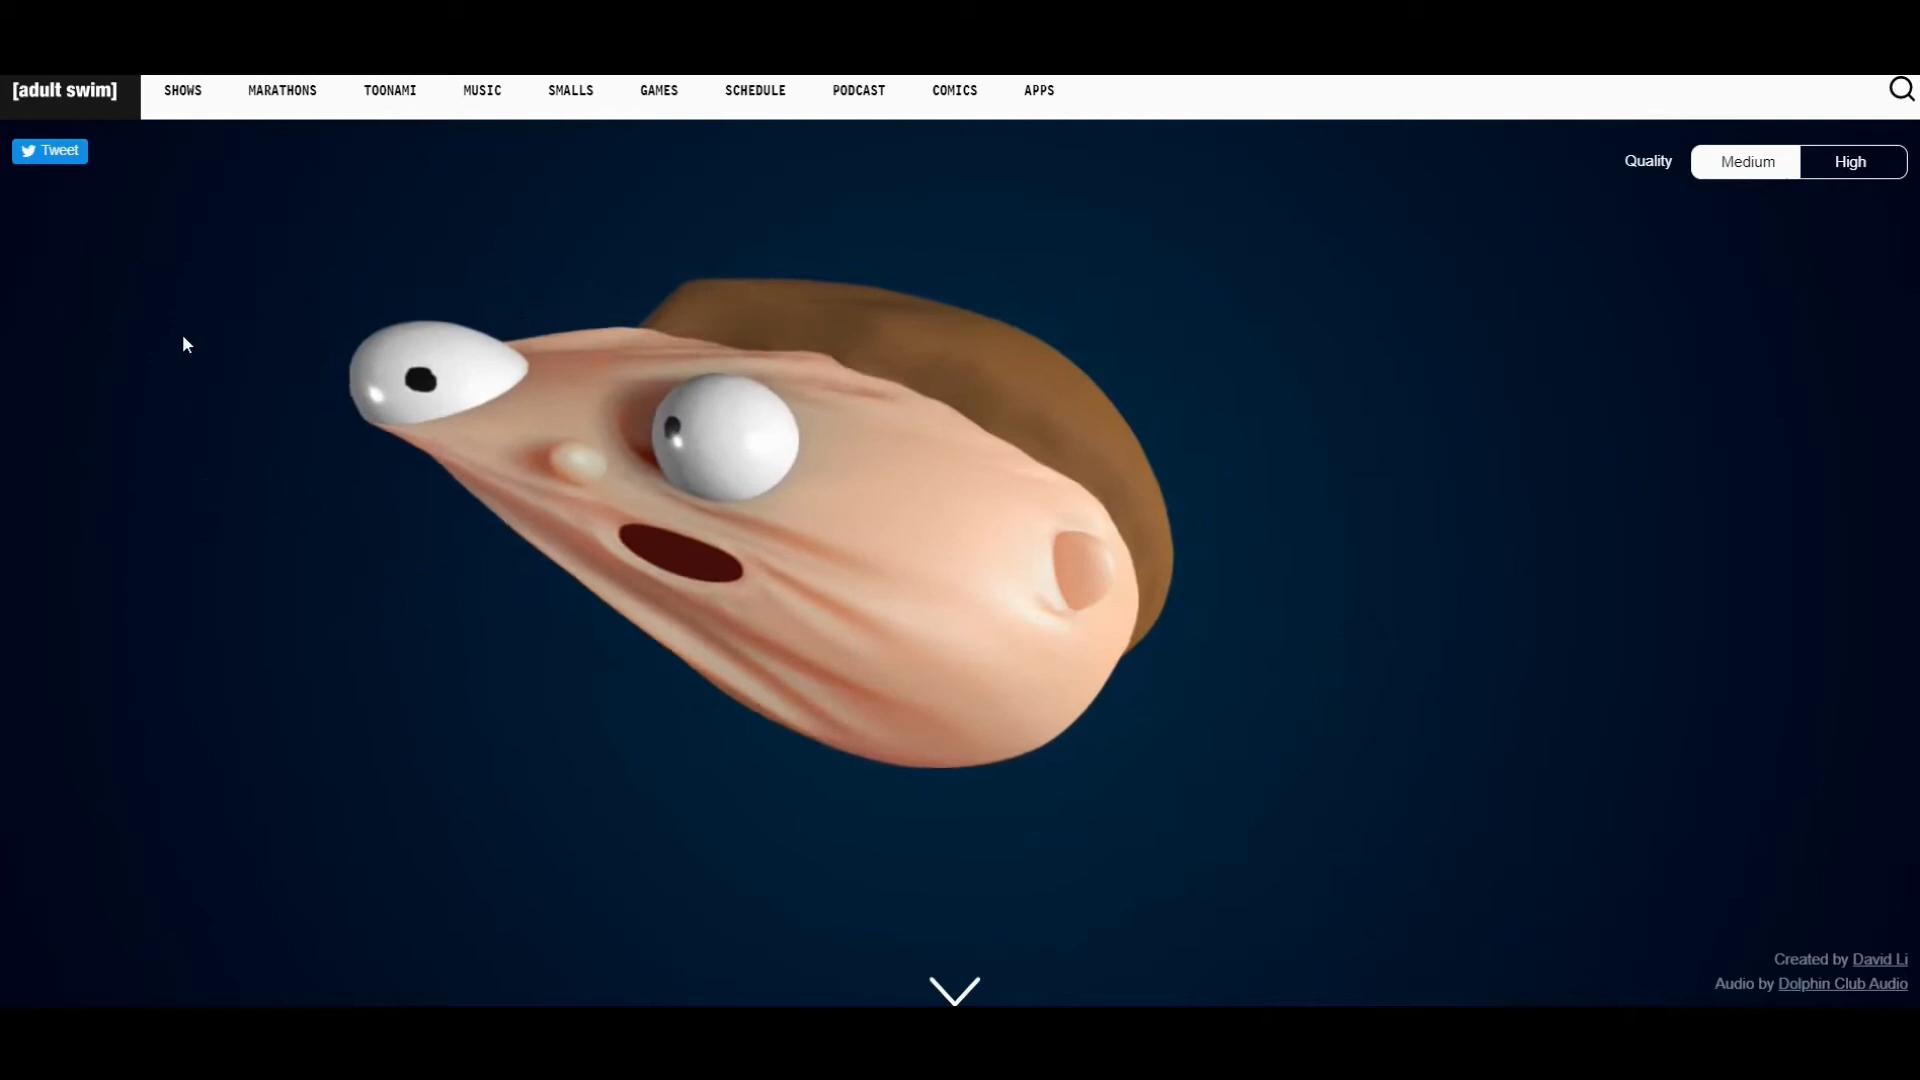 [adult swim] SHOWS MARATHONS TOONAMI MUSIC SMALLS GAMES SCHEDULE PODCAST COMICS APPS
Tweet
Quality Medium High
Created by David Li
Audio by Dolphin Club Audio